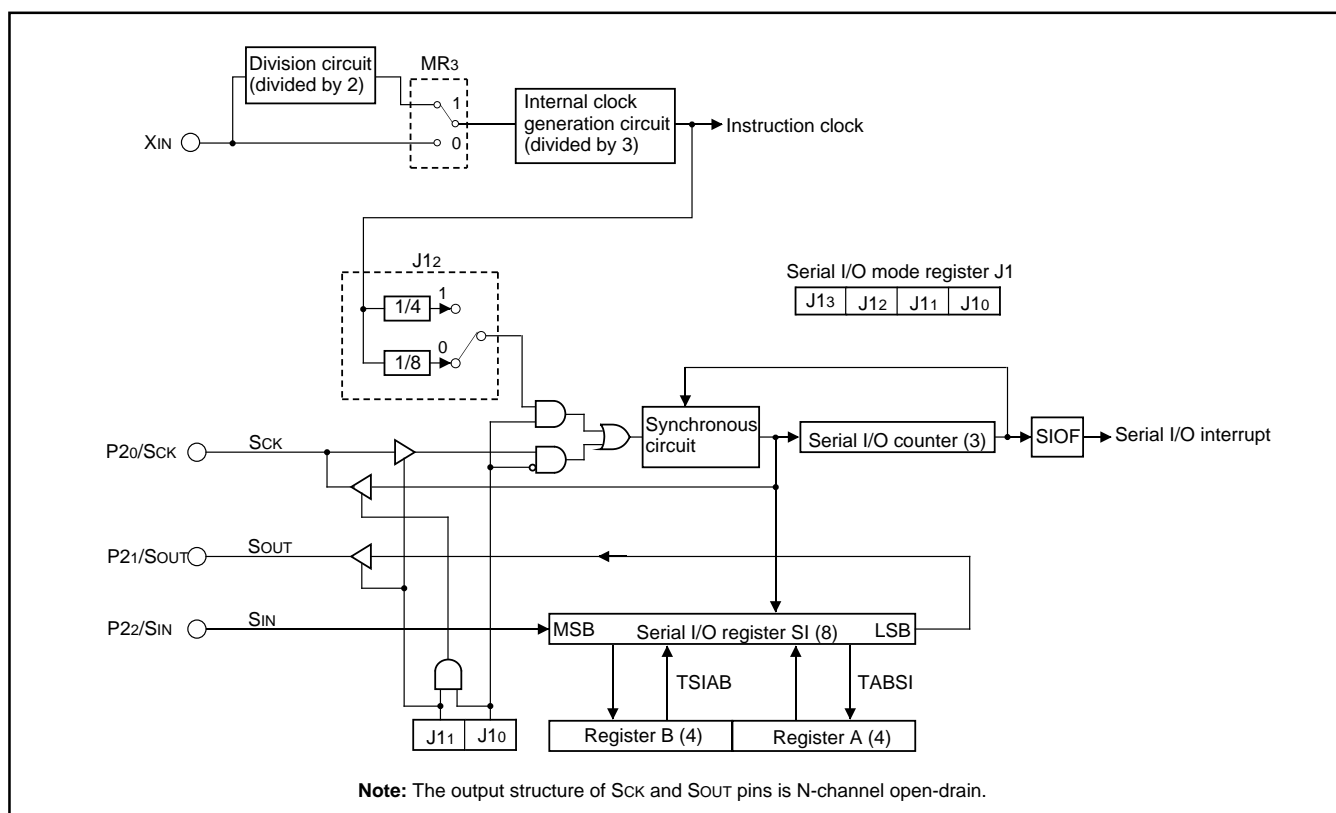 Division circuit
(divided by 2)
MR3
1
0
XIN
Internal clock
generation circuit
(divided by 3)
Instruction clock
J12
1/4
1
1/8
0
Serial I/O mode register J1
J13 J12 J11 J10
P20/SCK
SCK
Synchronous
circuit
Serial I/O counter (3)
SIOF
Serial I/O interrupt
P21/SOUT
SOUT
P22/SIN
SIN
MSB Serial I/O register SI (8) LSB
TSIAB
TABSI
J11 J10
Register B (4) Register A (4)
Note: The output structure of SCK and SOUT pins is N-channel open-drain.